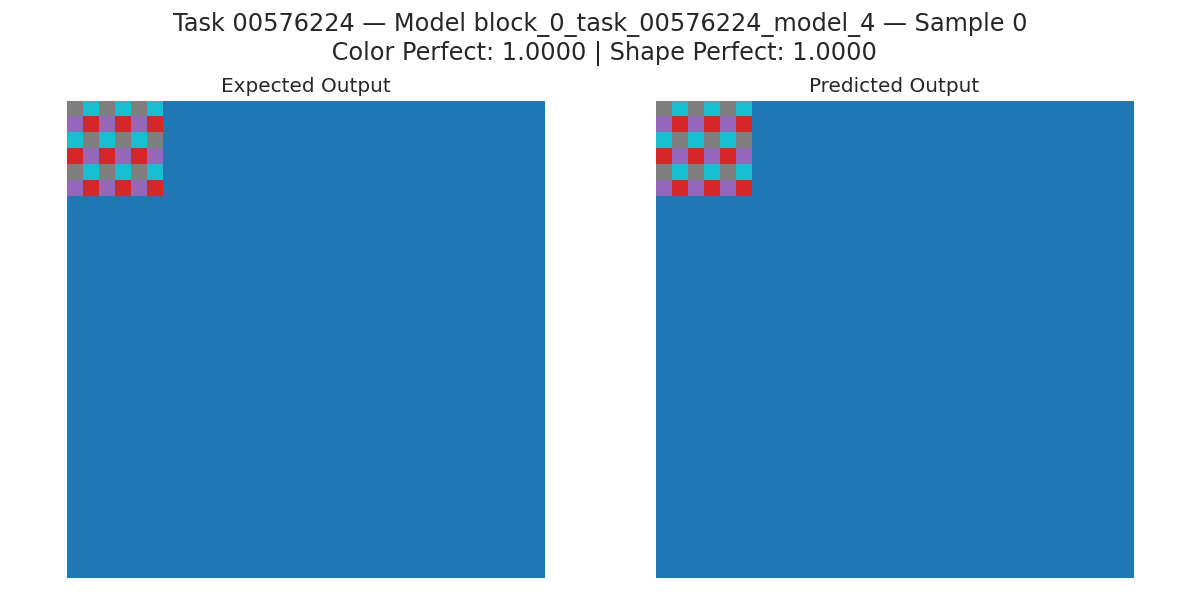 Task 00576224 — Model block_0_task_00576224_model_4 — Sample 0
Color Perfect: 1.0000 | Shape Perfect: 1.0000
Expected Output
Predicted Output